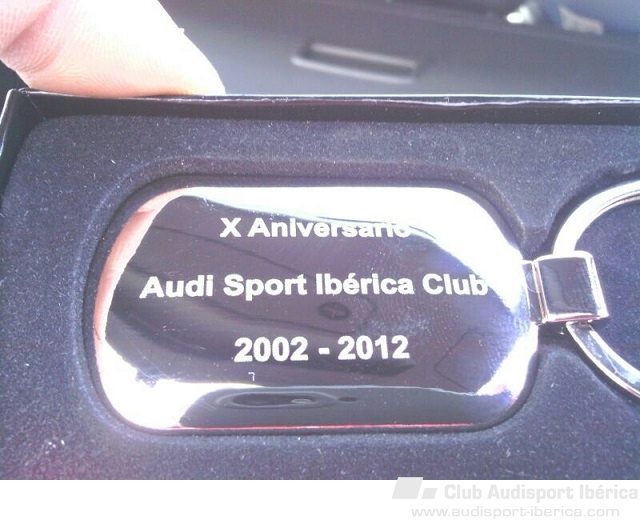 X Aniversario
Audi Sport Ibérica Club
2002 - 2012
Club Audisport Ibérica
www.audisport-iberica.com